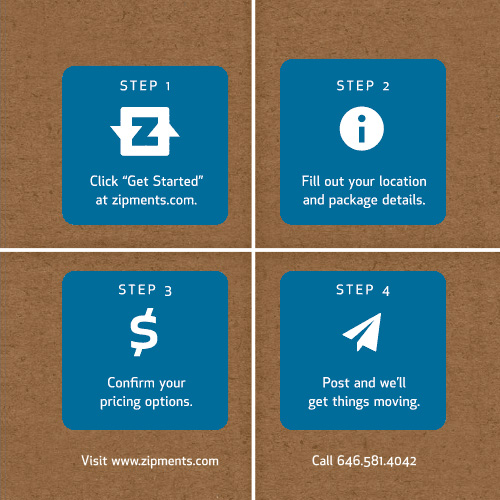 STEP 1
Z
Click “Get Started”
at zipments.com.
STEP 2
i
Fill out your location
and package details.
STEP 3
$
Confirm your
pricing options.
STEP 4
Post and we’ll
get things moving.
Visit www.zipments.com
Call 646.581.4042